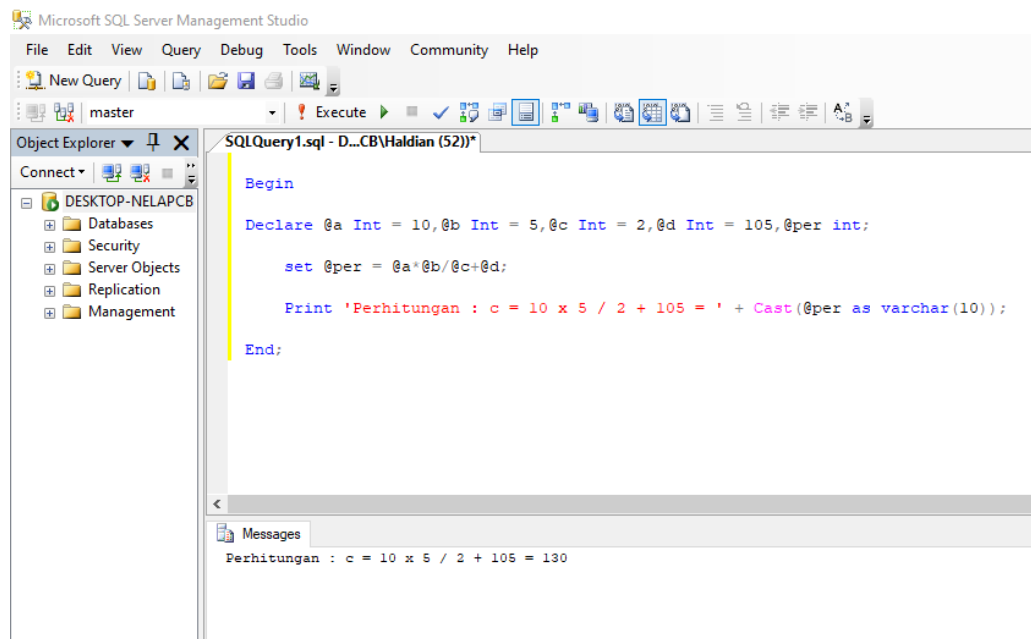 Microsoft SQL Server Management Studio
File Edit View Query Debug Tools Window Community Help
New Query
master Execute
Object Explorer
Connect
DESKTOP-NELAPCB
Databases
Security
Server Objects
Replication
Management
SQLQuery1.sql - D...CB\Haldian (52))*
Begin
Declare @a Int = 10,@b Int = 5,@c Int = 2,@d Int = 105,@per int;
set @per = @a*@b/@c+@d;
Print 'Perhitungan : c = 10 x 5 / 2 + 105 = ' + Cast(@per as varchar(10));
End;
Messages
Perhitungan : c = 10 x 5 / 2 + 105 = 130